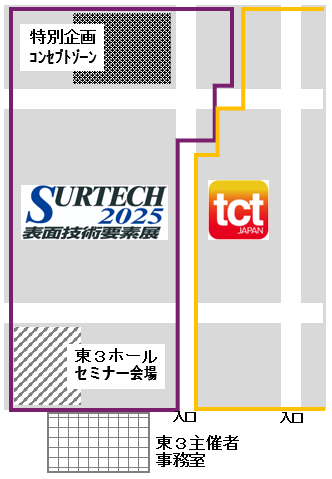 特別企画
コンセプトゾーン
SURTECH
2025
表面技術要素展
tct
JAPAN
東３ホール
セミナー会場
入口
入口
東３主催者
事務室